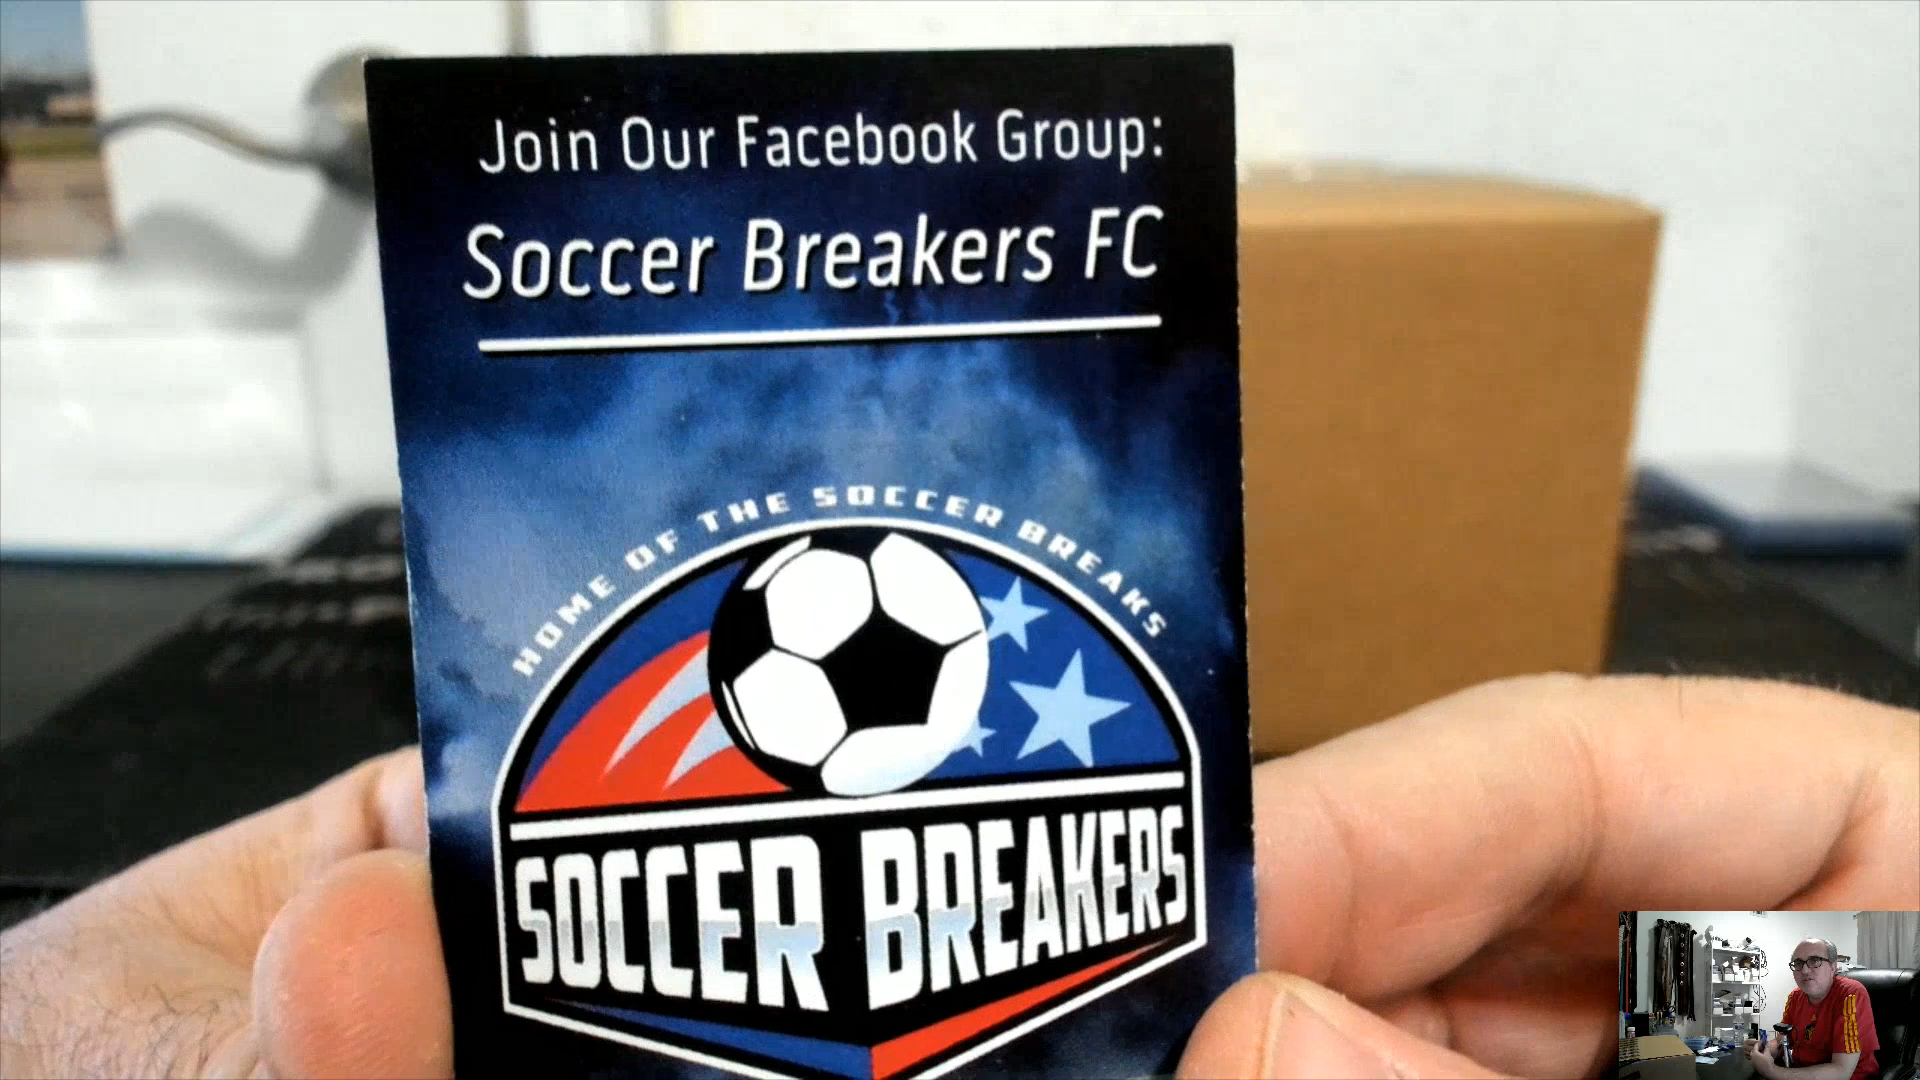 Join Our Facebook Group:
Soccer Breakers FC
HOME OF THE SOCCER BREAKS
SOCCER BREAKERS